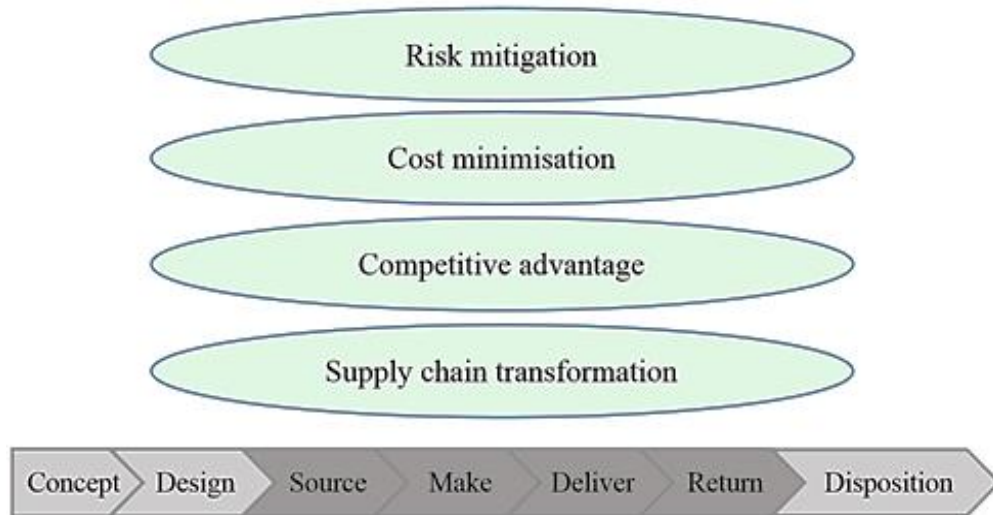 Risk mitigation
Cost minimisation
Competitive advantage
Supply chain transformation
Concept Design Source Make Deliver Return Disposition